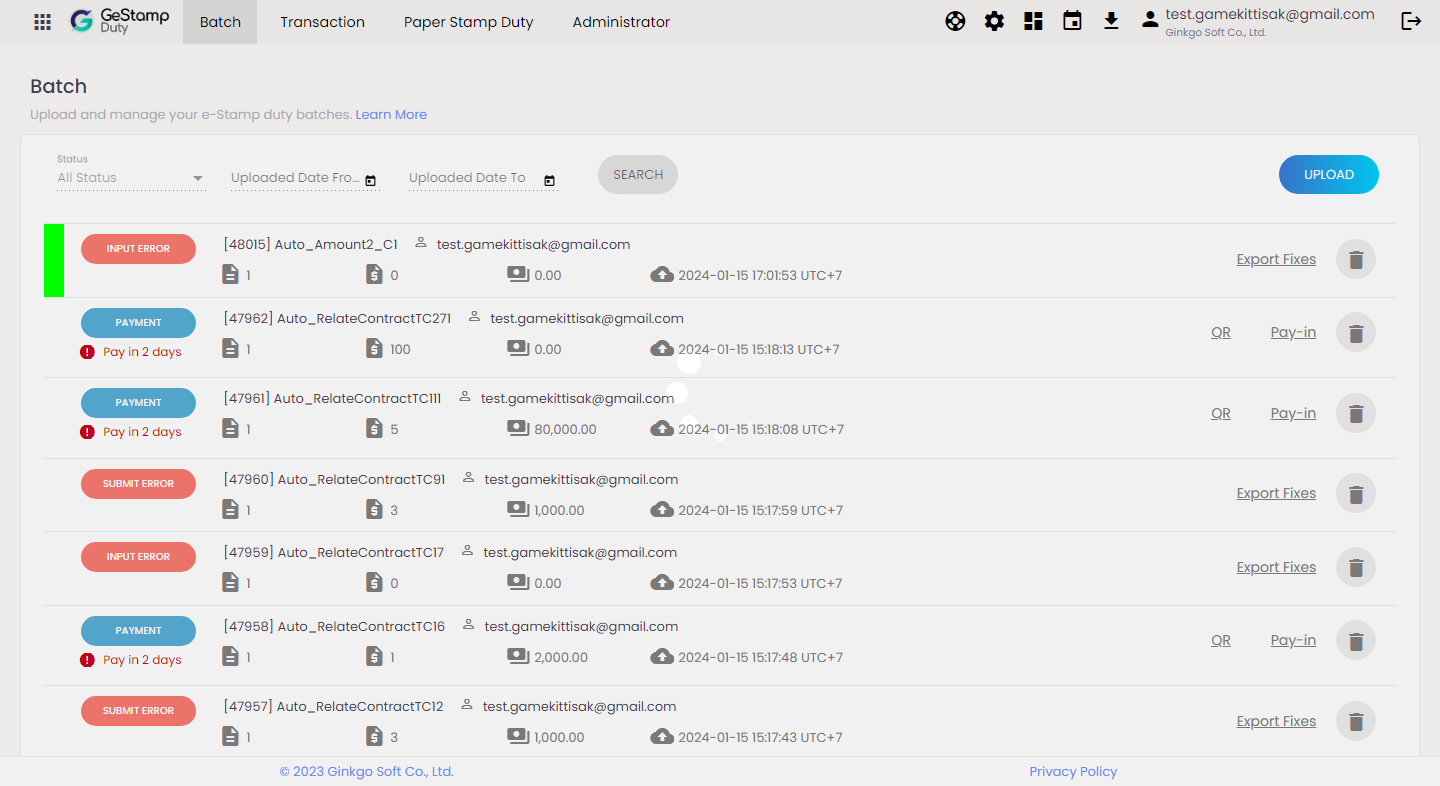 GeStamp Duty Batch Transaction Paper Stamp Duty Administrator test.gamekittisak@gmail.com
Ginkgo Soft Co., Ltd.
Batch
Upload and manage your e-Stamp duty batches. Learn More
Status
All Status Uploaded Date Fro... Uploaded Date To SEARCH UPLOAD
INPUT ERROR [48015] Auto_Amount2_C1 test.gamekittisak@gmail.com
1 0 0.00 2024-01-15 17:01:53 UTC+7 Export Fixes
PAYMENT [47962] Auto_RelateContractTC271 test.gamekittisak@gmail.com
Pay in 2 days 1 100 0.00 2024-01-15 15:18:13 UTC+7 QR Pay-in
PAYMENT [47961] Auto_RelateContractTC111 test.gamekittisak@gmail.com
Pay in 2 days 1 5 80,000.00 2024-01-15 15:18:08 UTC+7 QR Pay-in
SUBMIT ERROR [47960] Auto_RelateContractTC91 test.gamekittisak@gmail.com
1 3 1,000.00 2024-01-15 15:17:59 UTC+7 Export Fixes
INPUT ERROR [47959] Auto_RelateContractTC17 test.gamekittisak@gmail.com
1 0 0.00 2024-01-15 15:17:53 UTC+7 Export Fixes
PAYMENT [47958] Auto_RelateContractTC16 test.gamekittisak@gmail.com
Pay in 2 days 1 1 2,000.00 2024-01-15 15:17:48 UTC+7 QR Pay-in
SUBMIT ERROR [47957] Auto_RelateContractTC12 test.gamekittisak@gmail.com
1 3 1,000.00 2024-01-15 15:17:43 UTC+7 Export Fixes
© 2023 Ginkgo Soft Co., Ltd. Privacy Policy